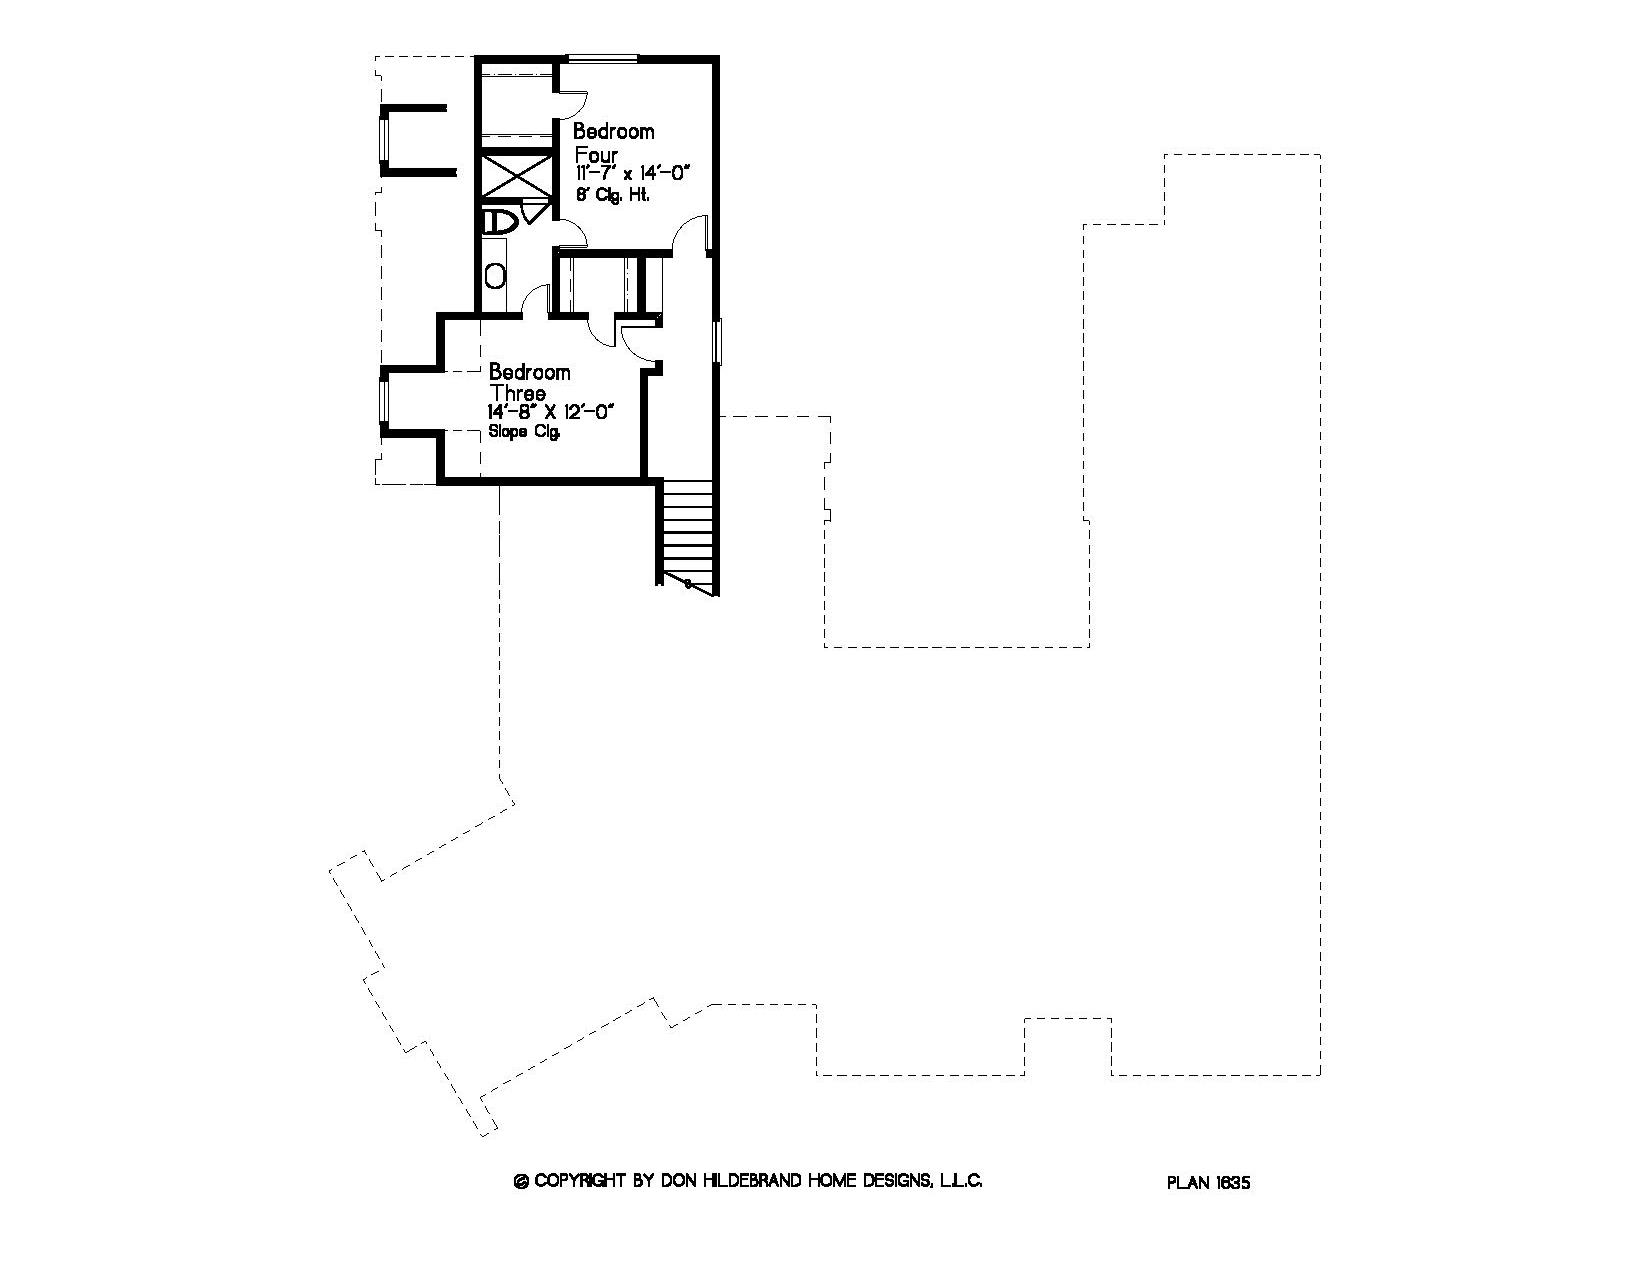 Bedroom
Four
11'-7" x 14'-0"
8' Clg. Ht.
Bedroom
Three
14'-8" X 12'-0"
Slope Clg.
© COPYRIGHT BY DON HILDEBRAND HOME DESIGNS, L.L.C.
PLAN 1635